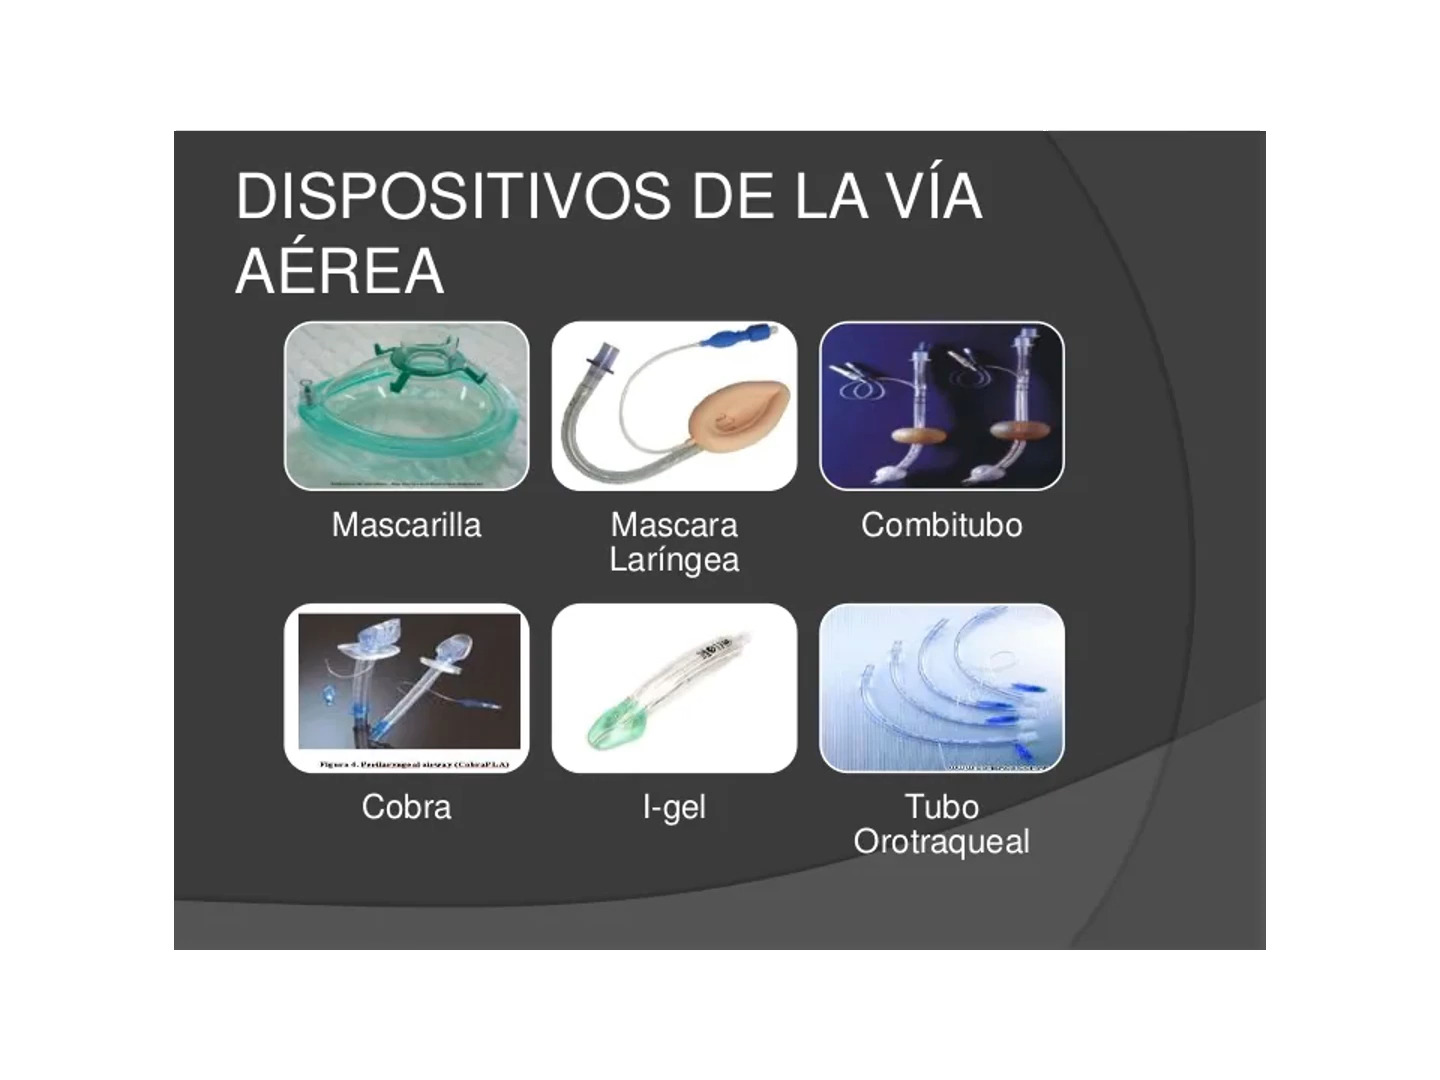 DISPOSITIVOS DE LA VÍA
AÉREA
Mascarilla
Mascara
Laríngea
Combitubo
Figura 4. Perilaryngeal airway (CobraPLA)
Cobra
I-gel
Tubo
Orotraqueal